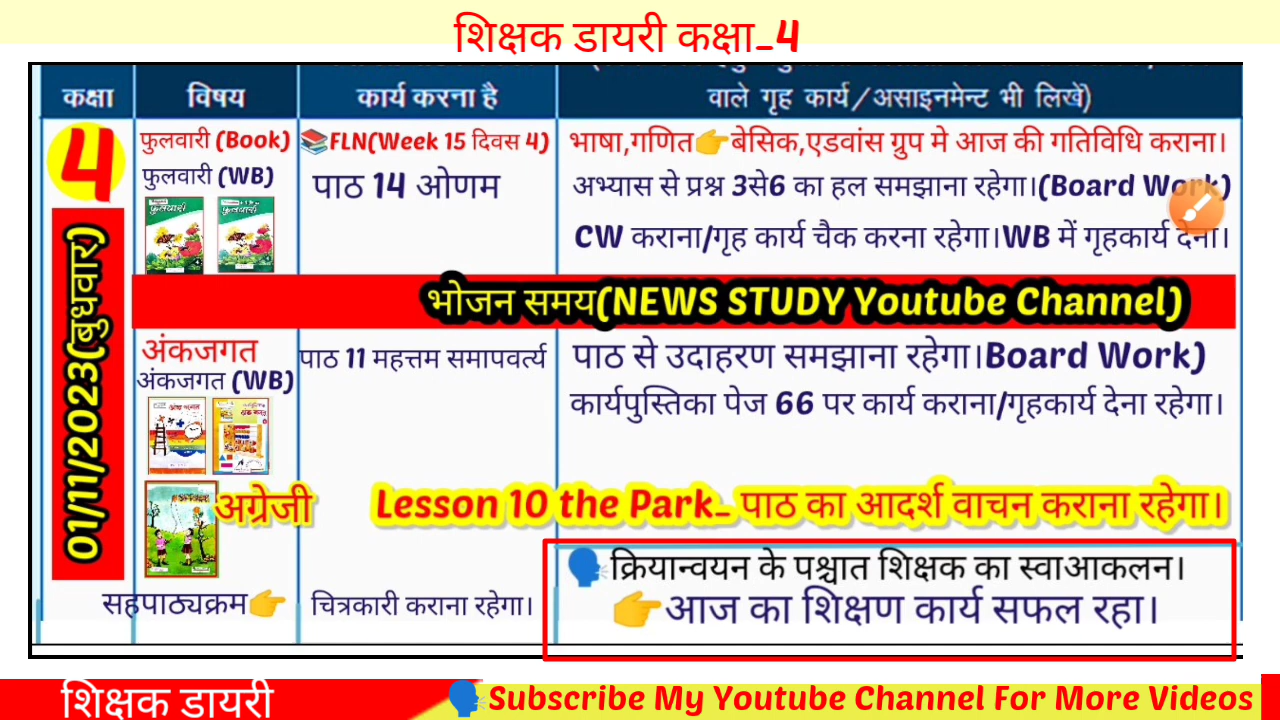 शिक्षक डायरी कक्षा-4
कक्षा विषय कार्य करना है वाले गृह कार्य/असाइनमेन्ट भी लिखें)
4
01/11/2023(बुधवार)
फुलवारी (Book) 📚FLN(Week 15 दिवस 4) भाषा,गणित👉बेसिक,एडवांस ग्रुप मे आज की गतिविधि कराना।
फुलवारी (WB) पाठ 14 ओणम अभ्यास से प्रश्न 3से6 का हल समझाना रहेगा।(Board Work)
CW कराना/गृह कार्य चैक करना रहेगा।WB में गृहकार्य देना।
फुलवारी फुलवारी
भोजन समय(NEWS STUDY Youtube Channel)
अंकजगत पाठ 11 महत्तम समापवर्त्य पाठ से उदाहरण समझाना रहेगा।Board Work)
अंकजगत (WB) कार्यपुस्तिका पेज 66 पर कार्य कराना/गृहकार्य देना रहेगा।
अग्रेजी Lesson 10 the Park- पाठ का आदर्श वाचन कराना रहेगा।
🗣️क्रियान्वयन के पश्चात शिक्षक का स्वाआकलन।
सहपाठ्यक्रम👉 चित्रकारी कराना रहेगा। 👉आज का शिक्षण कार्य सफल रहा।
शिक्षक डायरी 🗣️Subscribe My Youtube Channel For More Videos